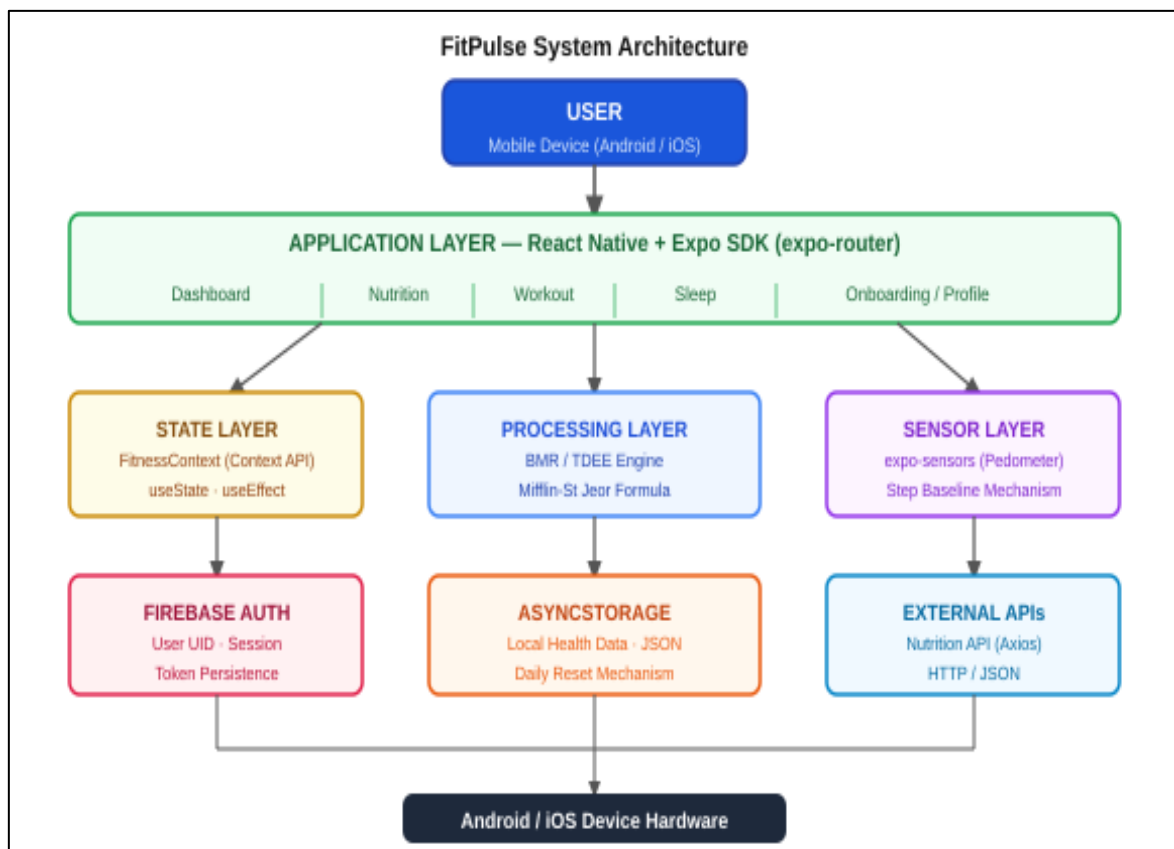 FitPulse System Architecture
USER
Mobile Device (Android / iOS)
APPLICATION LAYER — React Native + Expo SDK (expo-router)
Dashboard
Nutrition
Workout
Sleep
Onboarding / Profile
STATE LAYER
FitnessContext (Context API)
useState · useEffect
PROCESSING LAYER
BMR / TDEE Engine
Mifflin-St Jeor Formula
SENSOR LAYER
expo-sensors (Pedometer)
Step Baseline Mechanism
FIREBASE AUTH
User UID · Session
Token Persistence
ASYNCSTORAGE
Local Health Data · JSON
Daily Reset Mechanism
EXTERNAL APIs
Nutrition API (Axios)
HTTP / JSON
Android / iOS Device Hardware